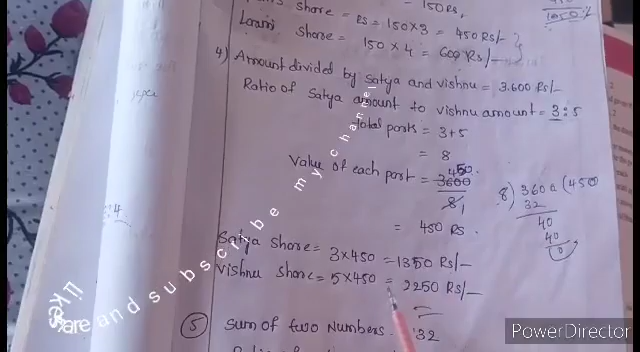 = 150 Rs,
share = Rs = 150×3 = 450 Rs/-
Laxmi share = 150×4 = 600 Rs/-
4) Amount divided by Satya and vishnu = 3.600 Rs/-
Ratio of Satya amount to vishnu amount = 3:5
Total parts = 3+5
= 8
Value of each part = 3600 450
8 1
= 450 Rs.
8) 3600 (450
32
40
40
0
Satya share = 3×450 = 1350 Rs/-
Vishnu share = 5×450 = 2250 Rs/-
5 Sum of two Numbers 32
Like share and subscribe my channel
PowerDirector